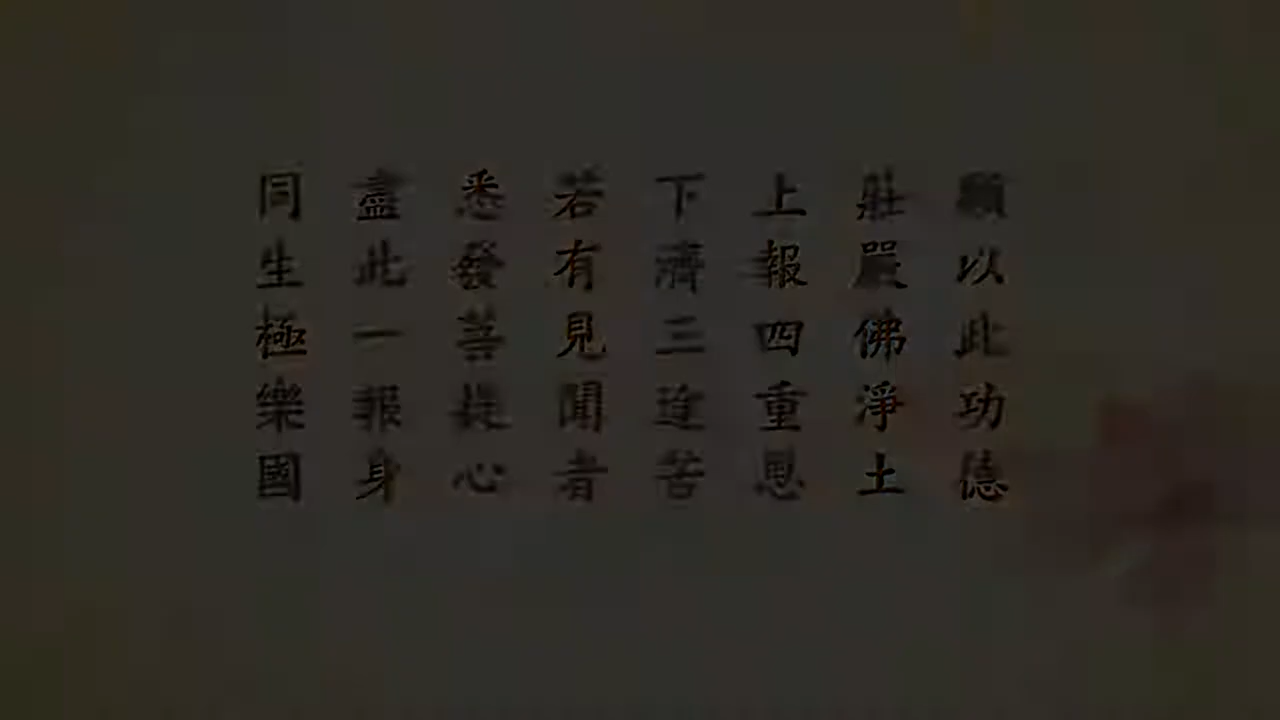 願以此功德
莊嚴佛淨土
上報四重恩
下濟三途苦
若有見聞者
悉發菩提心
盡此一報身
同生極樂國